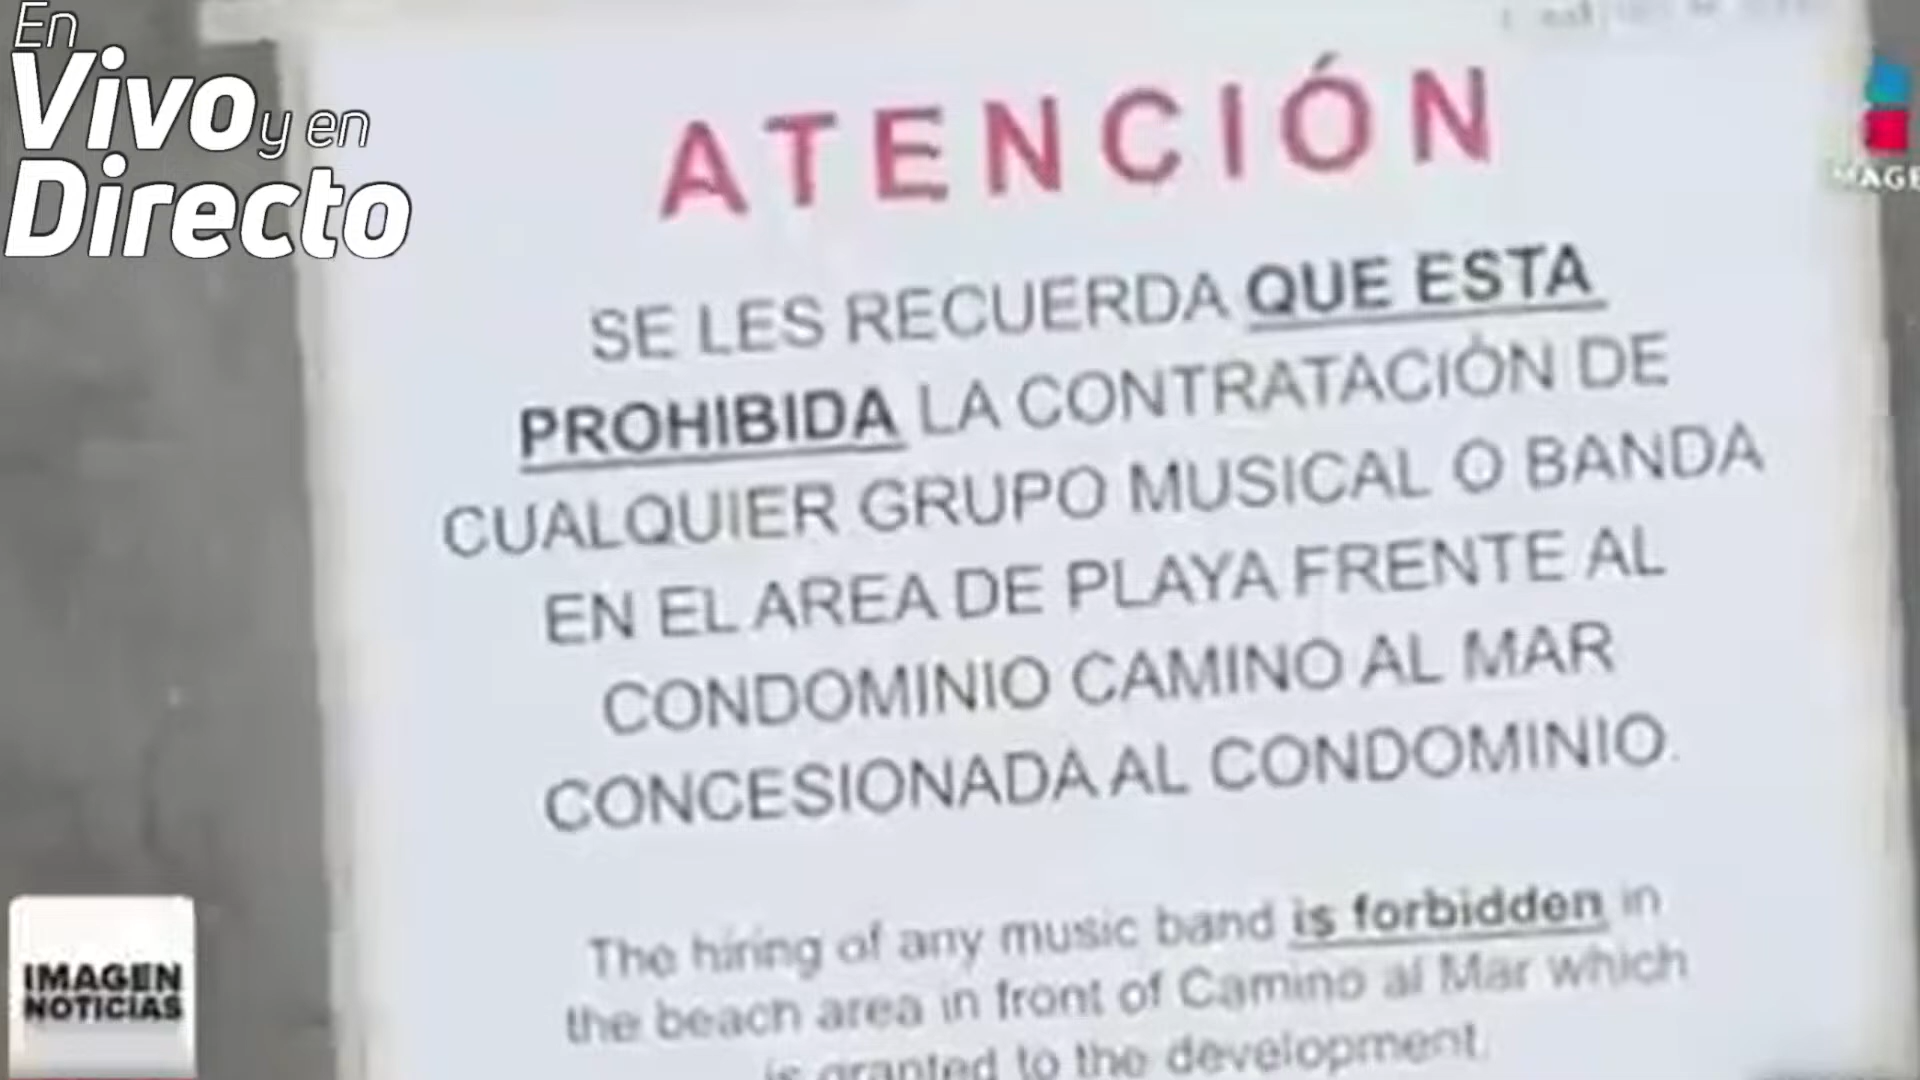 En
Vivo y en
Directo
ATENCIÓN
SE LES RECUERDA QUE ESTA
PROHIBIDA LA CONTRATACIÓN DE
CUALQUIER GRUPO MUSICAL O BANDA
EN EL AREA DE PLAYA FRENTE AL
CONDOMINIO CAMINO AL MAR
CONCESIONADA AL CONDOMINIO.
The hiring of any music band is forbidden in
the beach area in front of Camino al Mar which
is granted to the development.
IMAGEN
NOTICIAS